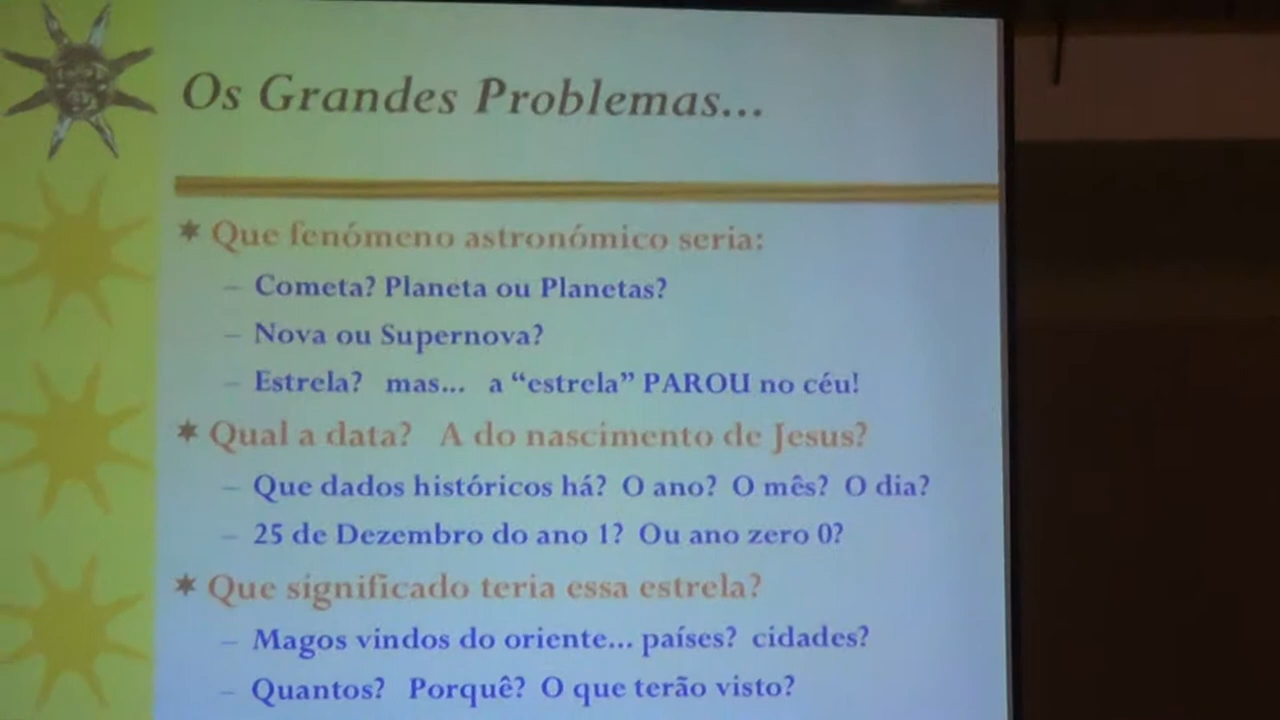 Os Grandes Problemas...
Que fenómeno astronómico seria:
– Cometa? Planeta ou Planetas?
– Nova ou Supernova?
– Estrela? mas... a “estrela” PAROU no céu!
Qual a data? A do nascimento de Jesus?
– Que dados históricos há? O ano? O mês? O dia?
– 25 de Dezembro do ano 1? Ou ano zero 0?
Que significado teria essa estrela?
– Magos vindos do oriente... países? cidades?
– Quantos? Porquê? O que terão visto?